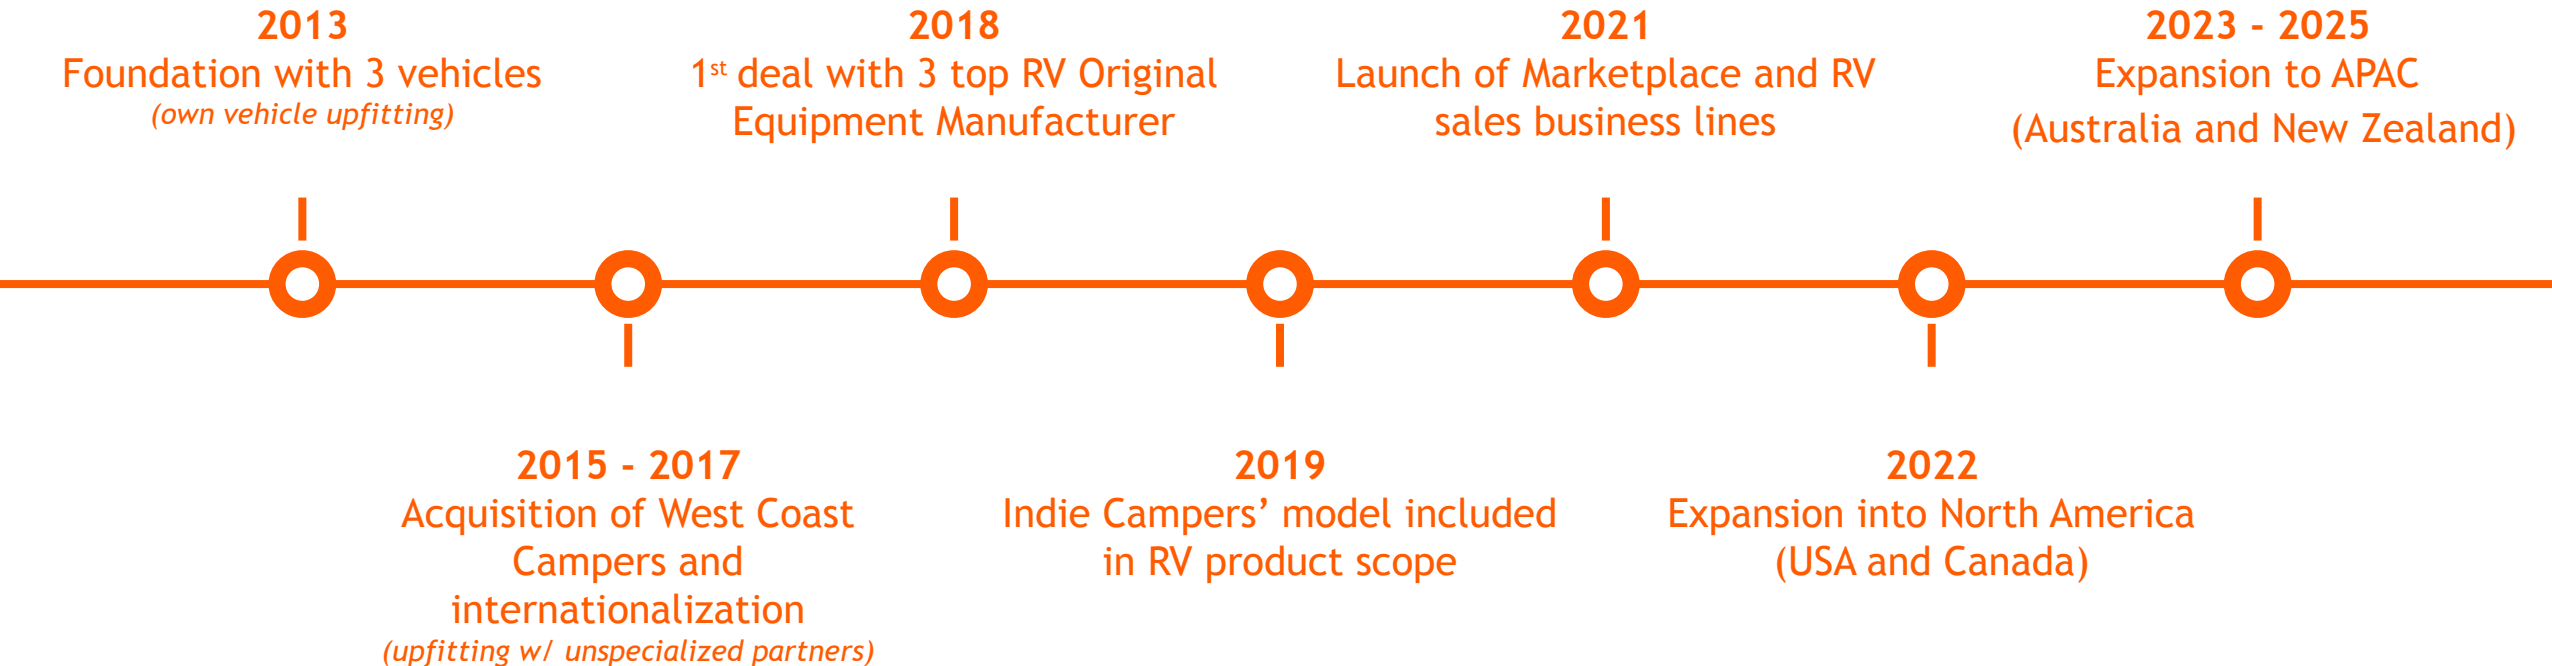 2013
Foundation with 3 vehicles
(own vehicle upfitting)
2015 - 2017
Acquisition of West Coast
Campers and
internationalization
(upfitting w/ unspecialized partners)
2018
1st deal with 3 top RV Original
Equipment Manufacturer
2019
Indie Campers’ model included
in RV product scope
2021
Launch of Marketplace and RV
sales business lines
2022
Expansion into North America
(USA and Canada)
2023 - 2025
Expansion to APAC
(Australia and New Zealand)